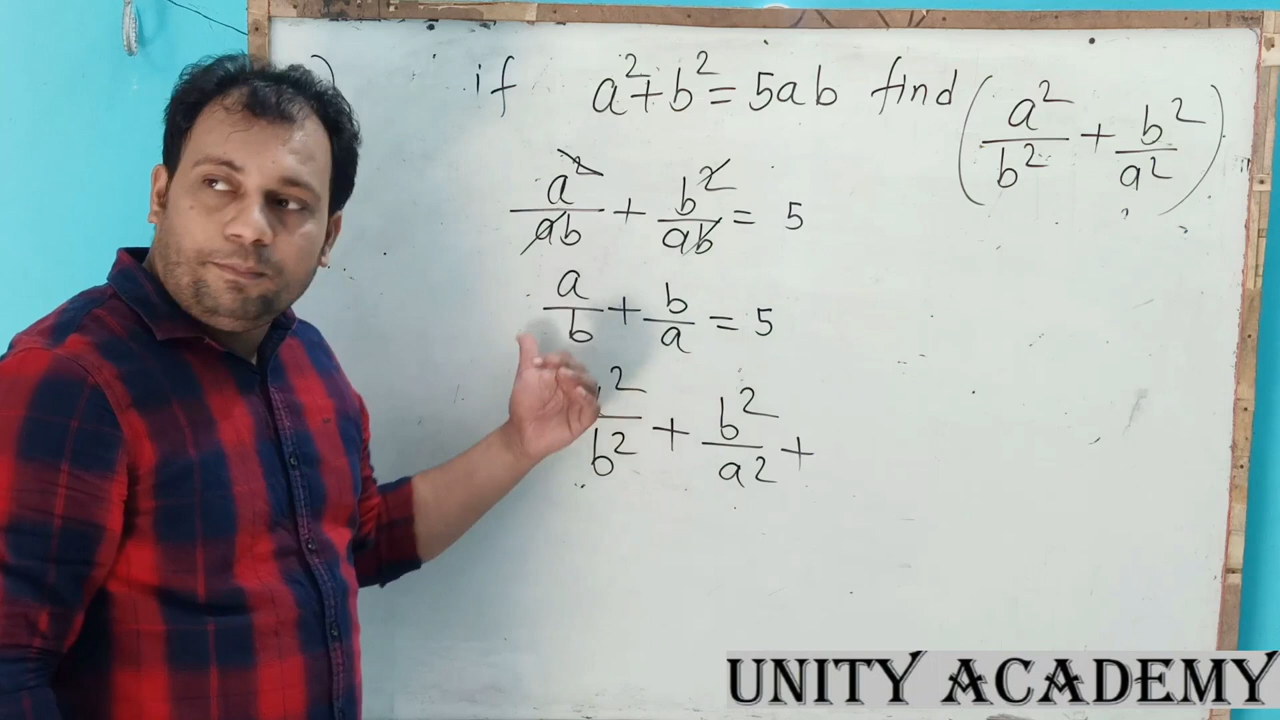 ) if a²+b²=5ab find (a²/b² + b²/a²)
a²/ab + b²/ab = 5
a/b + b/a = 5
²/b² + b²/a² +
UNITY ACADEMY